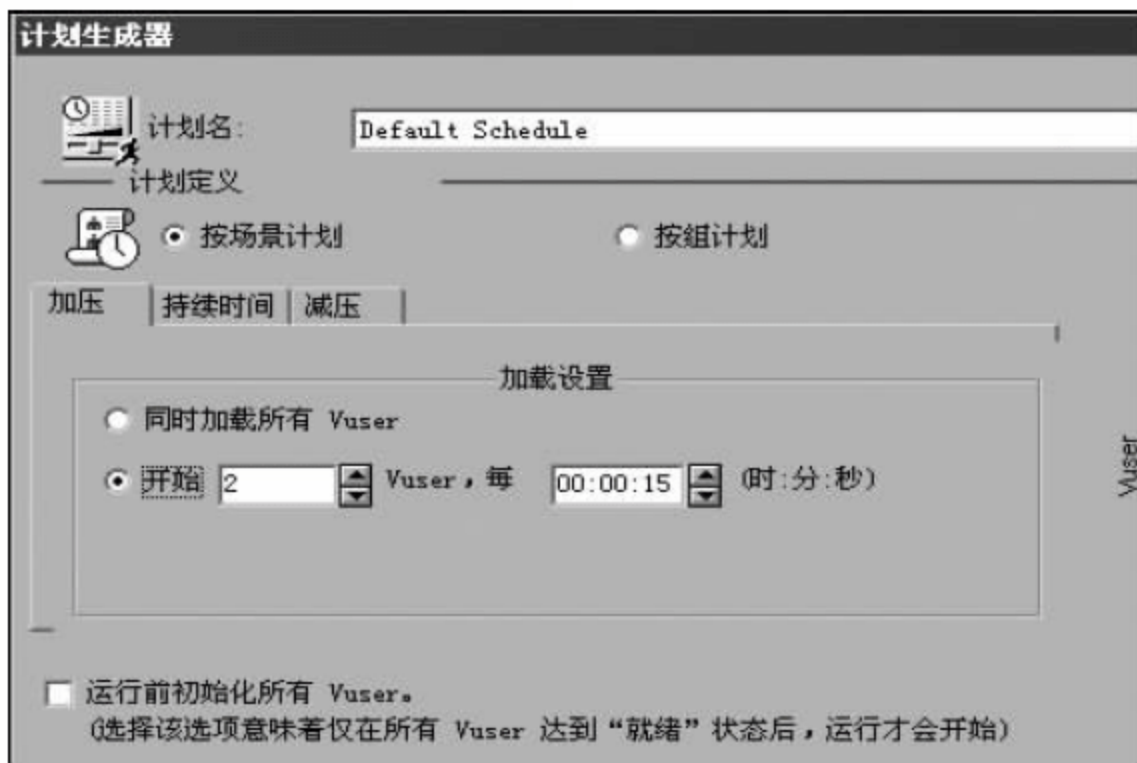 计划生成器
计划名:
Default Schedule
计划定义
按场景计划
按组计划
加压
持续时间
减压
加载设置
同时加载所有 Vuser
开始 2 Vuser，每 00:00:15 (时:分:秒)
Vuser
运行前初始化所有 Vuser。
(选择该选项意味着仅在所有 Vuser 达到“就绪”状态后，运行才会开始)